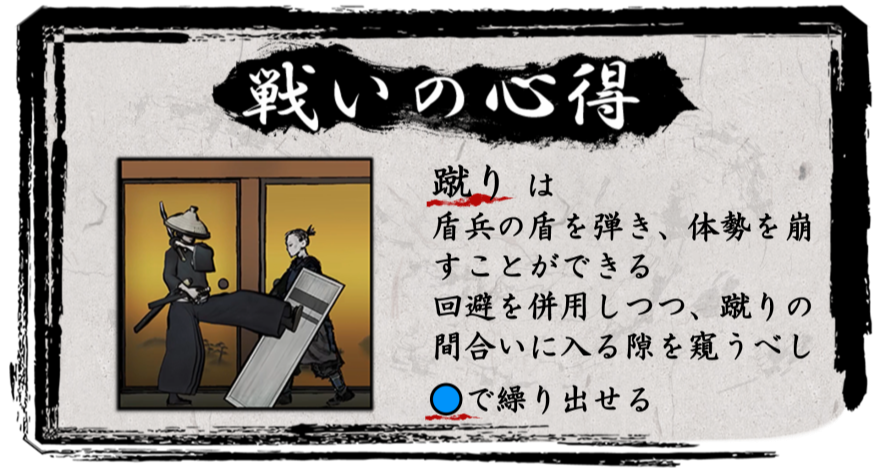 戦いの心得
蹴り は
盾兵の盾を弾き、体勢を崩
すことができる
回避を併用しつつ、蹴りの
間合いに入る隙を窺うべし
で繰り出せる